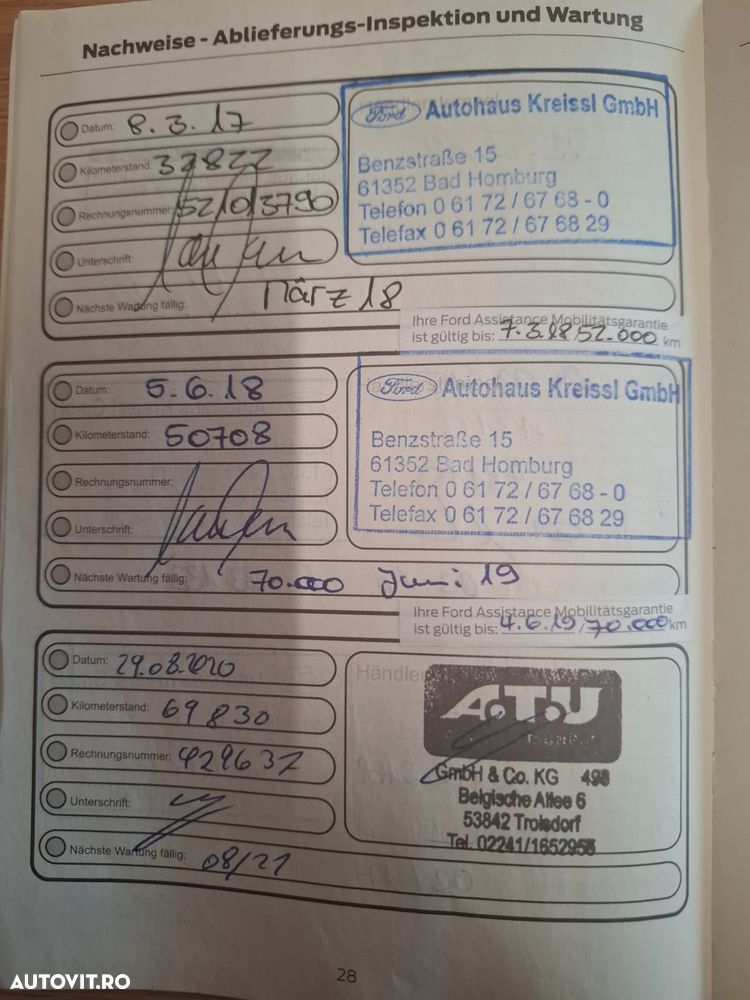 Nachweise - Ablieferungs-Inspektion und Wartung
Datum: 8.3.17
Kilometerstand: 32822
Rechnungsnummer: 52103790
Unterschrift:
Nächste Wartung fällig: März 18
Ford Autohaus Kreissl GmbH
Benzstraße 15
61352 Bad Homburg
Telefon 0 61 72 / 67 68 - 0
Telefax 0 61 72 / 67 68 29
Ihre Ford Assistance Mobilitätsgarantie
ist gültig bis: 7.3.18/52.000 km
Datum: 5.6.18
Kilometerstand: 50708
Rechnungsnummer:
Unterschrift:
Nächste Wartung fällig: 70.000 Juni 19
Ford Autohaus Kreissl GmbH
Benzstraße 15
61352 Bad Homburg
Telefon 0 61 72 / 67 68 - 0
Telefax 0 61 72 / 67 68 29
Ihre Ford Assistance Mobilitätsgarantie
ist gültig bis: 4.6.19/70.000 km
Datum: 29.08.2020
Kilometerstand: 69830
Rechnungsnummer: 429637
Unterschrift:
Nächste Wartung fällig: 08/21
Händler
A.T.U
GmbH & Co. KG 498
Belgische Allee 6
53842 Troisdorf
Tel. 02241/1652955
28
AUTOVIT.RO